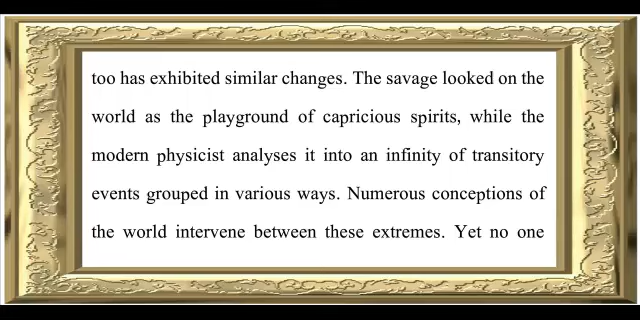 too has exhibited similar changes. The savage looked on the
world as the playground of capricious spirits, while the
modern physicist analyses it into an infinity of transitory
events grouped in various ways. Numerous conceptions of
the world intervene between these extremes. Yet no one